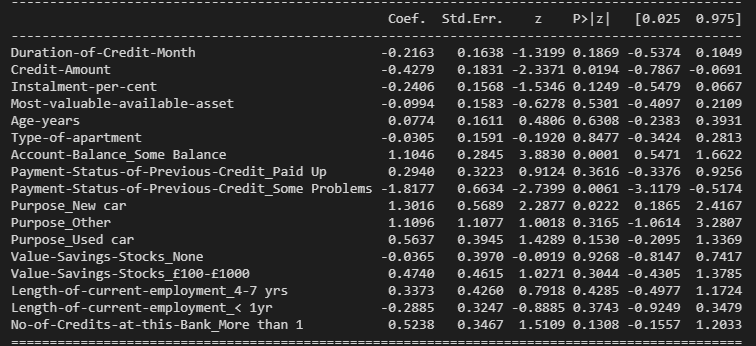 Coef. Std.Err. z P>|z| [0.025 0.975]
Duration-of-Credit-Month -0.2163 0.1638 -1.3199 0.1869 -0.5374 0.1049
Credit-Amount -0.4279 0.1831 -2.3371 0.0194 -0.7867 -0.0691
Instalment-per-cent -0.2406 0.1568 -1.5346 0.1249 -0.5479 0.0667
Most-valuable-available-asset -0.0994 0.1583 -0.6278 0.5301 -0.4097 0.2109
Age-years 0.0774 0.1611 0.4806 0.6308 -0.2383 0.3931
Type-of-apartment -0.0305 0.1591 -0.1920 0.8477 -0.3424 0.2813
Account-Balance_Some Balance 1.1046 0.2845 3.8830 0.0001 0.5471 1.6622
Payment-Status-of-Previous-Credit_Paid Up 0.2940 0.3223 0.9124 0.3616 -0.3376 0.9256
Payment-Status-of-Previous-Credit_Some Problems -1.8177 0.6634 -2.7399 0.0061 -3.1179 -0.5174
Purpose_New car 1.3016 0.5689 2.2877 0.0222 0.1865 2.4167
Purpose_Other 1.1096 1.1077 1.0018 0.3165 -1.0614 3.2807
Purpose_Used car 0.5637 0.3945 1.4289 0.1530 -0.2095 1.3369
Value-Savings-Stocks_None -0.0365 0.3970 -0.0919 0.9268 -0.8147 0.7417
Value-Savings-Stocks_£100-£1000 0.4740 0.4615 1.0271 0.3044 -0.4305 1.3785
Length-of-current-employment_4-7 yrs 0.3373 0.4260 0.7918 0.4285 -0.4977 1.1724
Length-of-current-employment_< 1yr -0.2885 0.3247 -0.8885 0.3743 -0.9249 0.3479
No-of-Credits-at-this-Bank_More than 1 0.5238 0.3467 1.5109 0.1308 -0.1557 1.2033